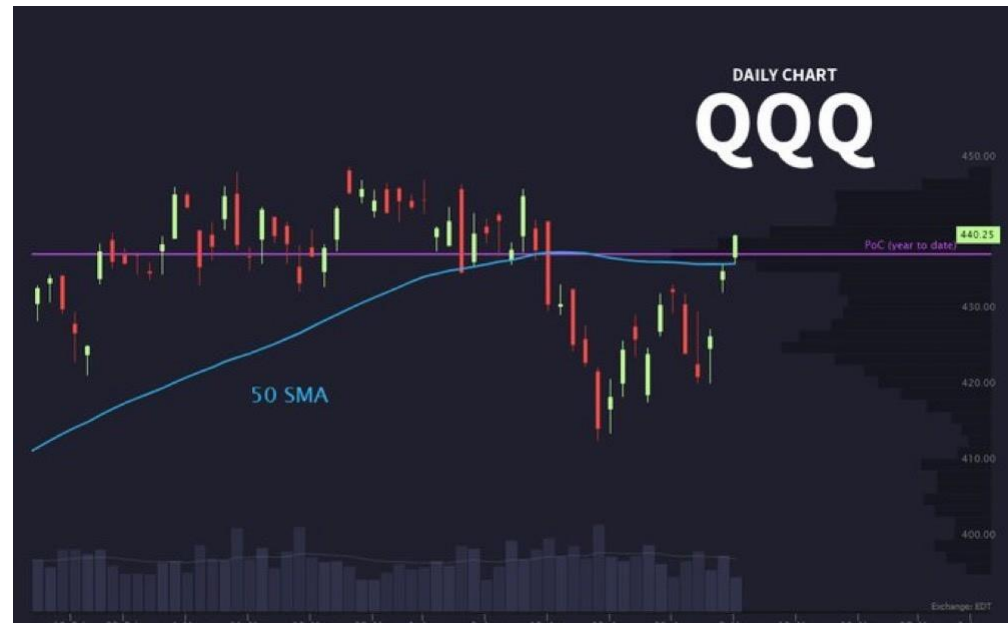 DAILY CHART
QQQ
450.00
440.25
PoC (year to date)
430.00
420.00
50 SMA
410.00
400.00
Exchange: EDT